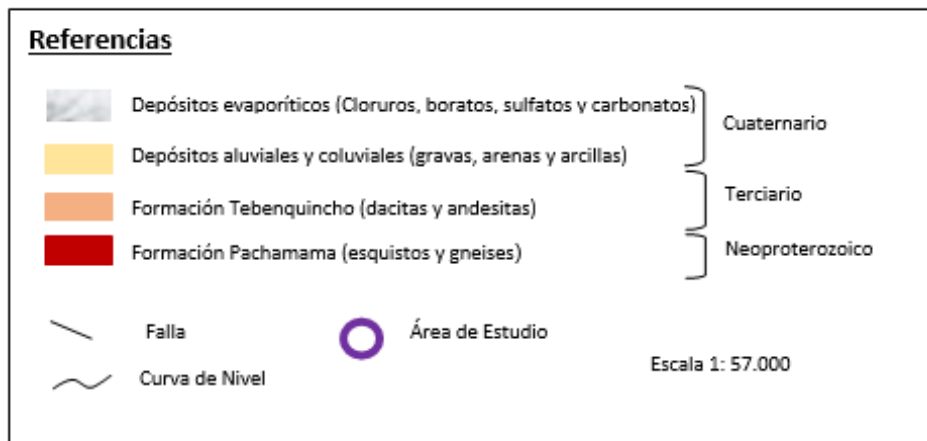 Referencias
Depósitos evaporíticos (Cloruros, boratos, sulfatos y carbonatos)
Cuaternario
Depósitos aluviales y coluviales (gravas, arenas y arcillas)
Formación Tebenquincho (dacitas y andesitas)
Terciario
Formación Pachamama (esquistos y gneises)
Neoproterozoico
Falla
Área de Estudio
Curva de Nivel
Escala 1: 57.000